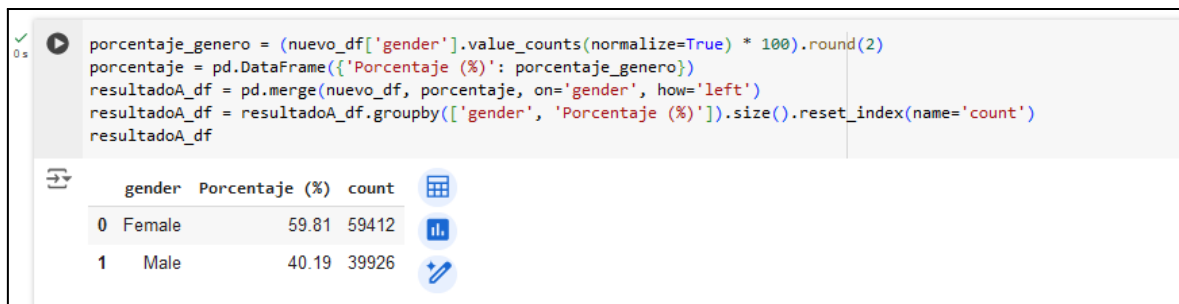 0 s
porcentaje_genero = (nuevo_df['gender'].value_counts(normalize=True) * 100).round(2)
porcentaje = pd.DataFrame({'Porcentaje (%)': porcentaje_genero})
resultadoA_df = pd.merge(nuevo_df, porcentaje, on='gender', how='left')
resultadoA_df = resultadoA_df.groupby(['gender', 'Porcentaje (%)']).size().reset_index(name='count')
resultadoA_df
gender Porcentaje (%) count
0 Female 59.81 59412
1 Male 40.19 39926